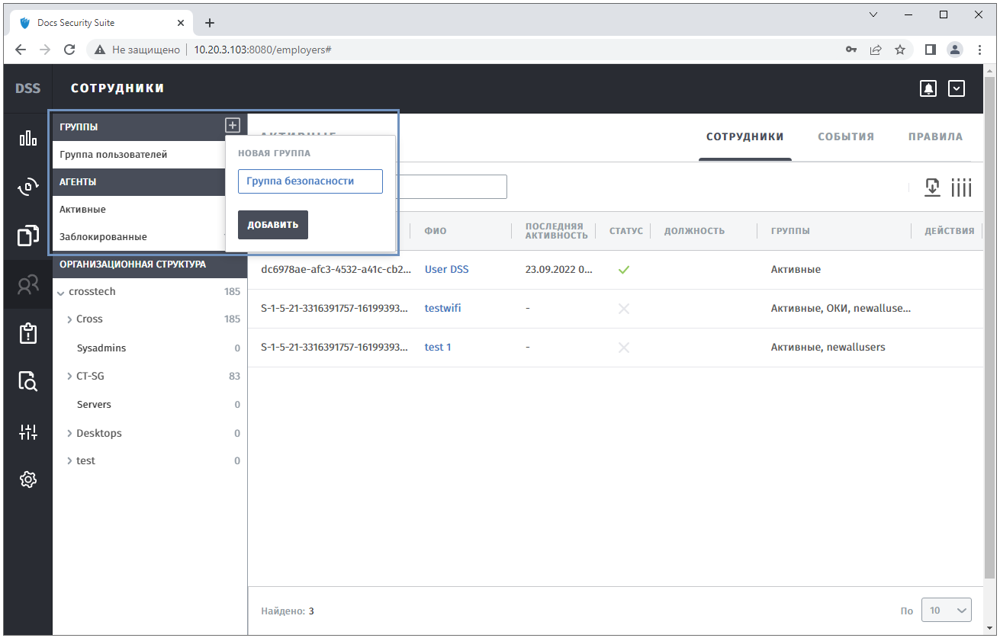 Docs Security Suite
Не защищено
10.20.3.103:8080/employers#
DSS
СОТРУДНИКИ
ГРУППЫ
Группа пользователей
АГЕНТЫ
Активные
Заблокированные
ОРГАНИЗАЦИОННАЯ СТРУКТУРА
crosstech 185
Cross 185
Sysadmins 0
CT-SG 83
Servers 0
Desktops 0
test 0
НОВАЯ ГРУППА
Группа безопасности
ДОБАВИТЬ
АКТИВНЫЕ
СОТРУДНИКИ СОБЫТИЯ ПРАВИЛА
ФИО ПОСЛЕДНЯЯ АКТИВНОСТЬ СТАТУС ДОЛЖНОСТЬ ГРУППЫ ДЕЙСТВИЯ
dc6978ae-afc3-4532-a41c-cb2... User DSS 23.09.2022 0... Активные
S-1-5-21-3316391757-16199393... testwifi - Активные, ОКИ, newalluse...
S-1-5-21-3316391757-16199393... test 1 - Активные, newallusers
Найдено: 3
По 10